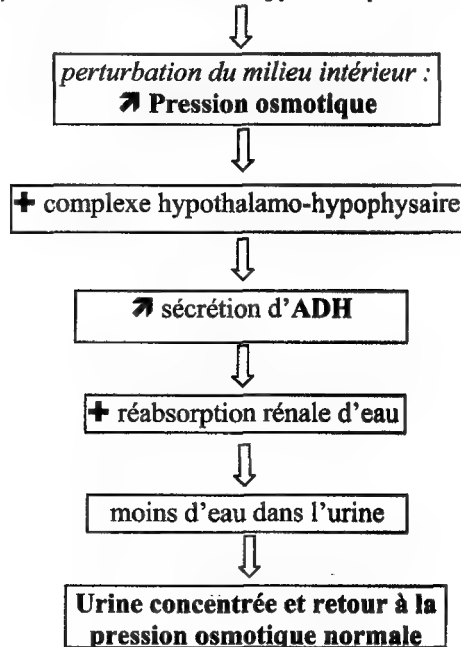 perturbation du milieu intérieur :
↗ Pression osmotique
+ complexe hypothalamo-hypophysaire
↗ sécrétion d'ADH
+ réabsorption rénale d'eau
moins d'eau dans l'urine
Urine concentrée et retour à la
pression osmotique normale